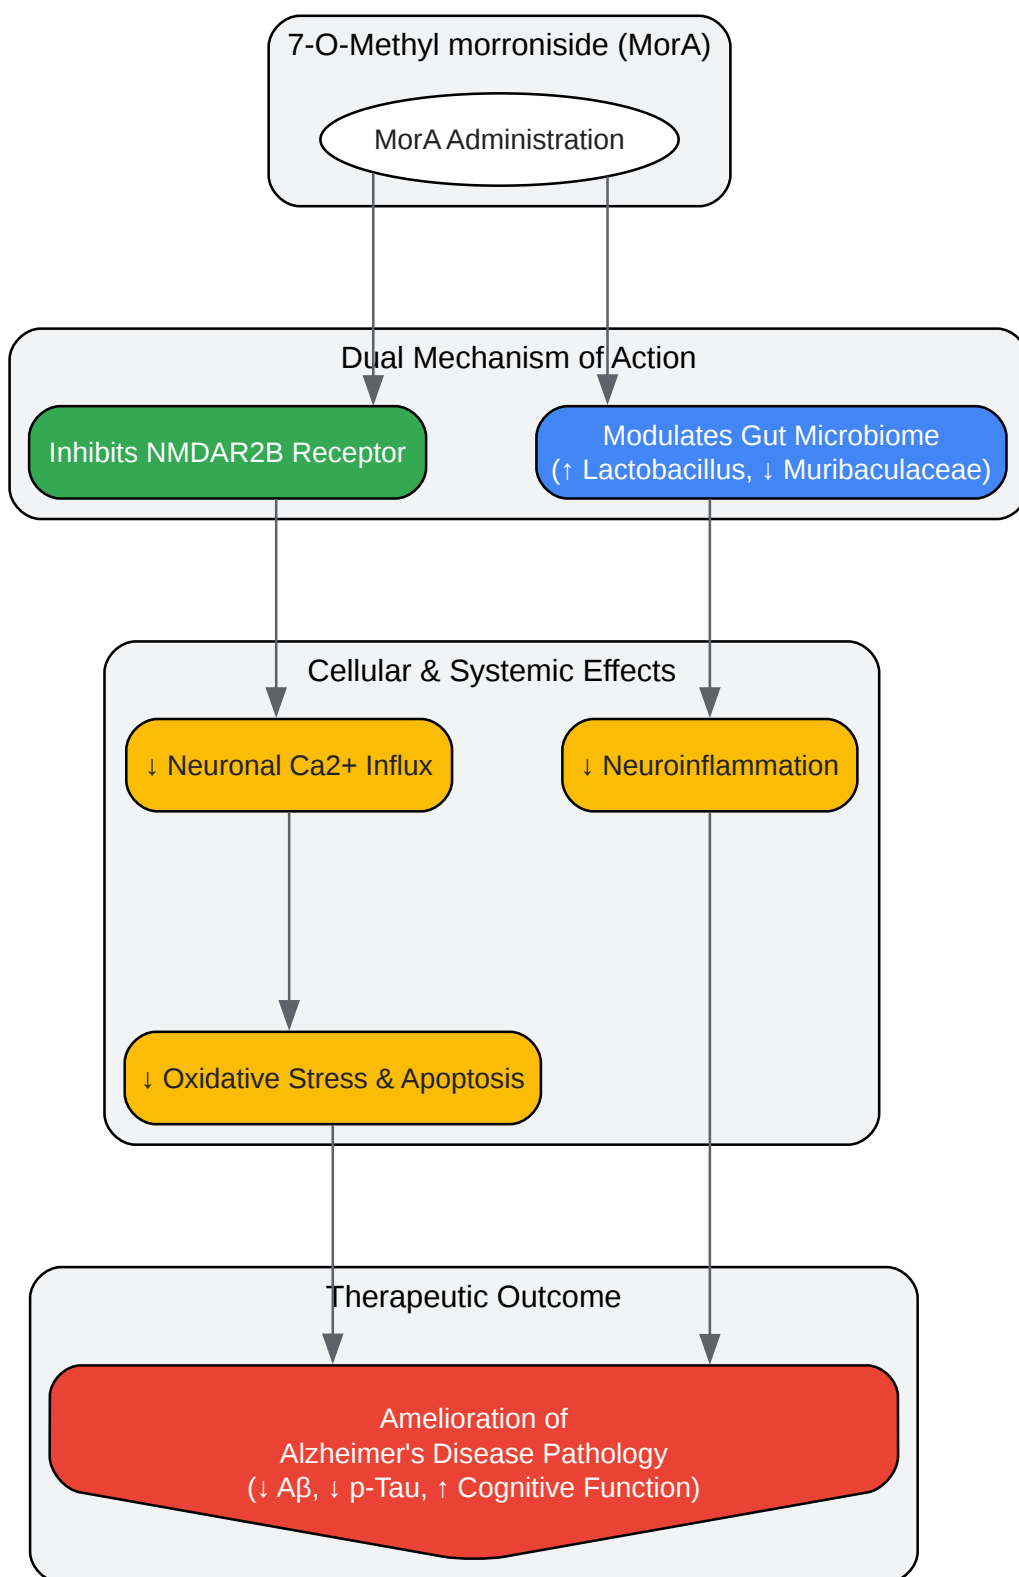 7-O-Methyl morroniside (MorA)
MorA Administration
Dual Mechanism of Action
Inhibits NMDAR2B Receptor
Modulates Gut Microbiome
(↑ Lactobacillus, ↓ Muribaculaceae)
Cellular & Systemic Effects
↓ Neuronal Ca2+ Influx
↓ Neuroinflammation
↓ Oxidative Stress & Apoptosis
Therapeutic Outcome
Amelioration of
Alzheimer's Disease Pathology
(↓ Aβ, ↓ p-Tau, ↑ Cognitive Function)